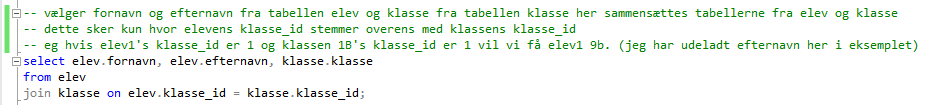 -- vælger fornavn og efternavn fra tabellen elev og klasse fra tabellen klasse her sammensættes tabellerne fra elev og klasse
-- dette sker kun hvor elevens klasse_id stemmer overens med klassens klasse_id
-- eg hvis elev1's klasse_id er 1 og klassen 1B's klasse_id er 1 vil vi få elev1 9b. (jeg har udeladt efternavn her i eksemplet)
select elev.fornavn, elev.efternavn, klasse.klasse
from elev
join klasse on elev.klasse_id = klasse.klasse_id;